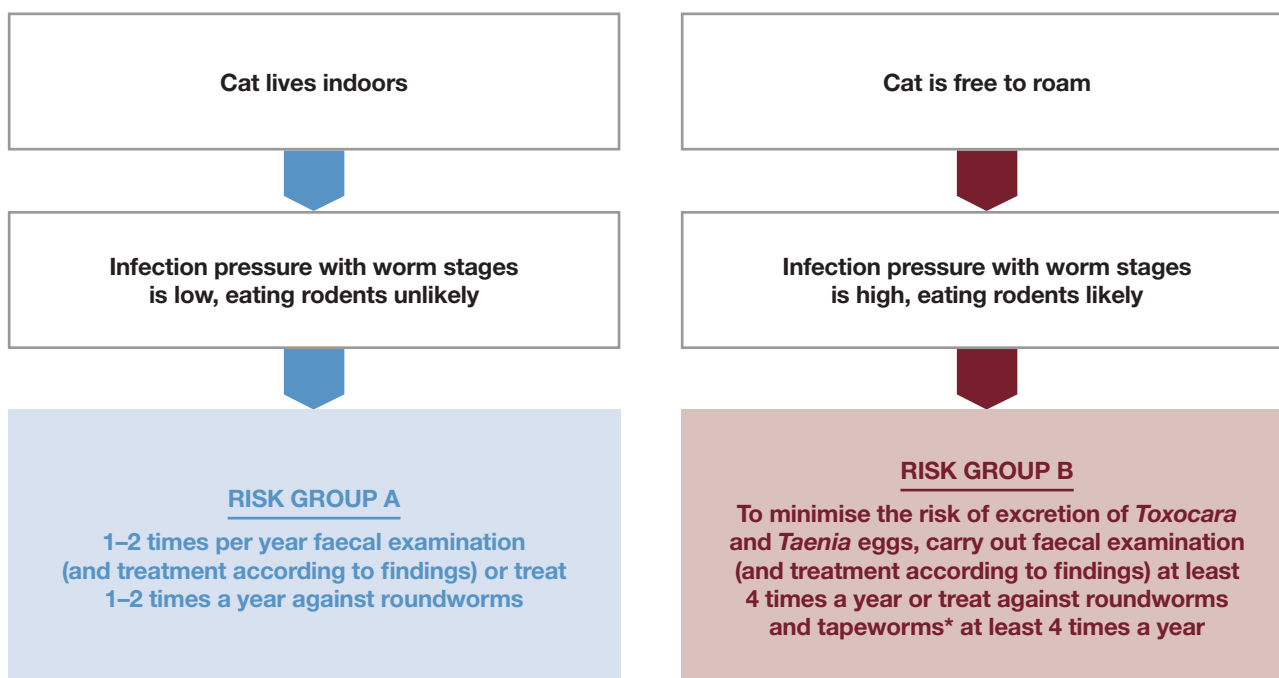 Cat lives indoors
Infection pressure with worm stages
is low, eating rodents unlikely
RISK GROUP A
1–2 times per year faecal examination
(and treatment according to findings) or treat
1–2 times a year against roundworms
Cat is free to roam
Infection pressure with worm stages
is high, eating rodents likely
RISK GROUP B
To minimise the risk of excretion of Toxocara
and Taenia eggs, carry out faecal examination
(and treatment according to findings) at least
4 times a year or treat against roundworms
and tapeworms* at least 4 times a year